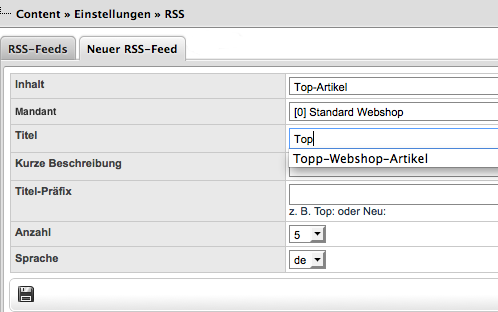 Content » Einstellungen » RSS
RSS-Feeds Neuer RSS-Feed
Inhalt Top-Artikel
Mandant [0] Standard Webshop
Titel Top
Topp-Webshop-Artikel
Kurze Beschreibung
Titel-Präfix
z. B. Top: oder Neu:
Anzahl 5
Sprache de